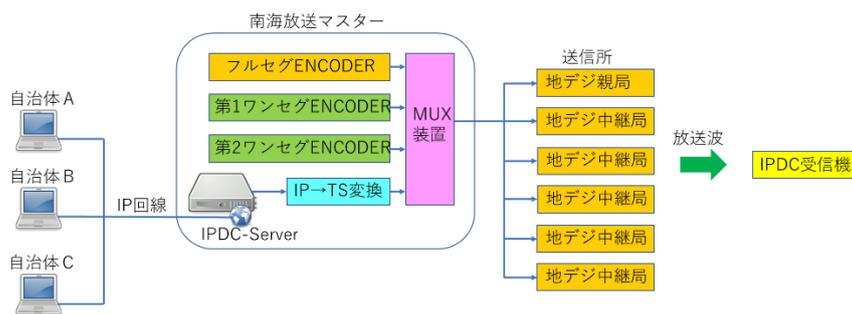 南海放送マスター
フルセグENCODER
第1ワンセグENCODER
第2ワンセグENCODER
MUX
装置
IP→TS変換
IPDC-Server
自治体A
自治体B
自治体C
IP回線
送信所
地デジ親局
地デジ中継局
地デジ中継局
地デジ中継局
地デジ中継局
地デジ中継局
放送波
IPDC受信機